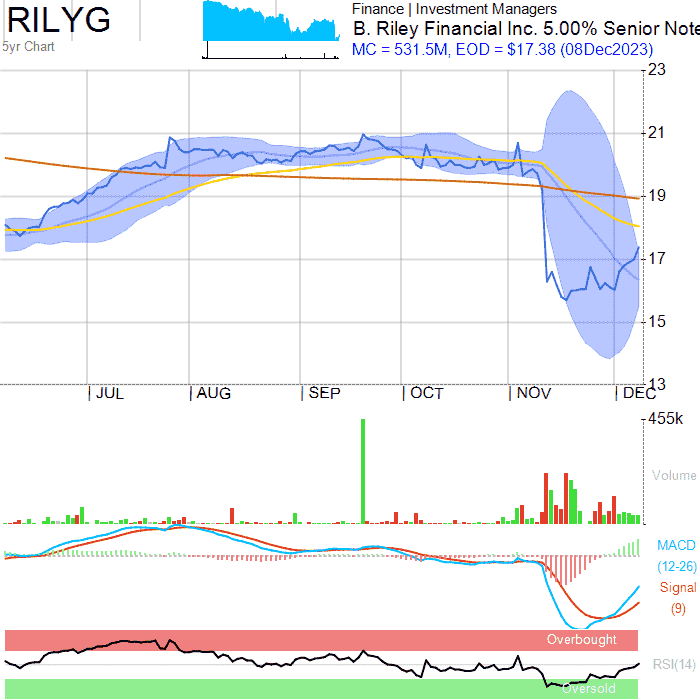 RILYG
5yr Chart
Finance | Investment Managers
B. Riley Financial Inc. 5.00% Senior Note
MC = 531.5M, EOD = $17.38 (08Dec2023)
23
21
19
17
15
13
JUL AUG SEP OCT NOV DEC
455k
Volume
MACD
(12-26)
Signal
(9)
Overbought
RSI(14)
Oversold